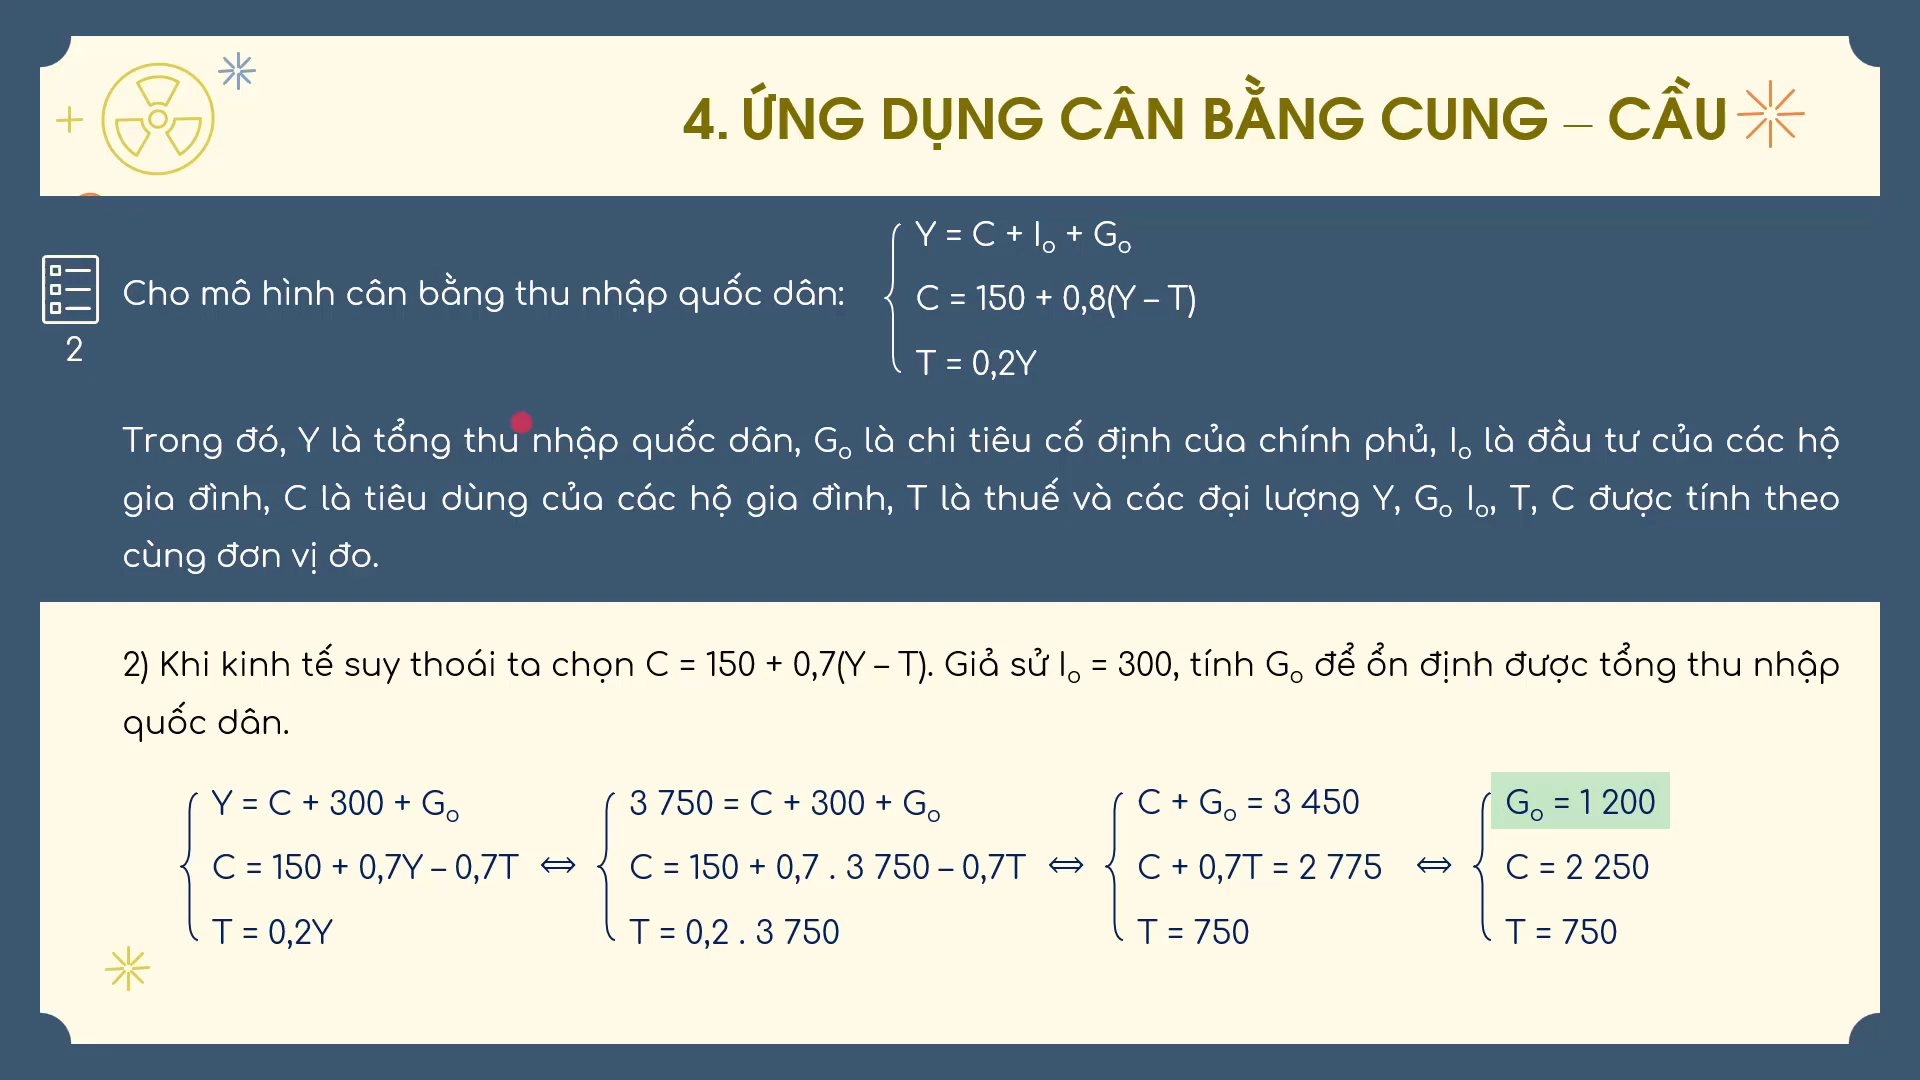 4. ỨNG DỤNG CÂN BẰNG CUNG – CẦU
Y = C + Iₒ + Gₒ
Cho mô hình cân bằng thu nhập quốc dân:
C = 150 + 0,8(Y – T)
2
T = 0,2Y
Trong đó, Y là tổng thu nhập quốc dân, Gₒ là chi tiêu cố định của chính phủ, Iₒ là đầu tư của các hộ
gia đình, C là tiêu dùng của các hộ gia đình, T là thuế và các đại lượng Y, Gₒ Iₒ, T, C được tính theo
cùng đơn vị đo.
2) Khi kinh tế suy thoái ta chọn C = 150 + 0,7(Y – T). Giả sử Iₒ = 300, tính Gₒ để ổn định được tổng thu nhập
quốc dân.
Y = C + 300 + Gₒ 3 750 = C + 300 + Gₒ C + Gₒ = 3 450 Gₒ = 1 200
C = 150 + 0,7Y – 0,7T ⇔ C = 150 + 0,7 . 3 750 – 0,7T ⇔ C + 0,7T = 2 775 ⇔ C = 2 250
T = 0,2Y T = 0,2 . 3 750 T = 750 T = 750